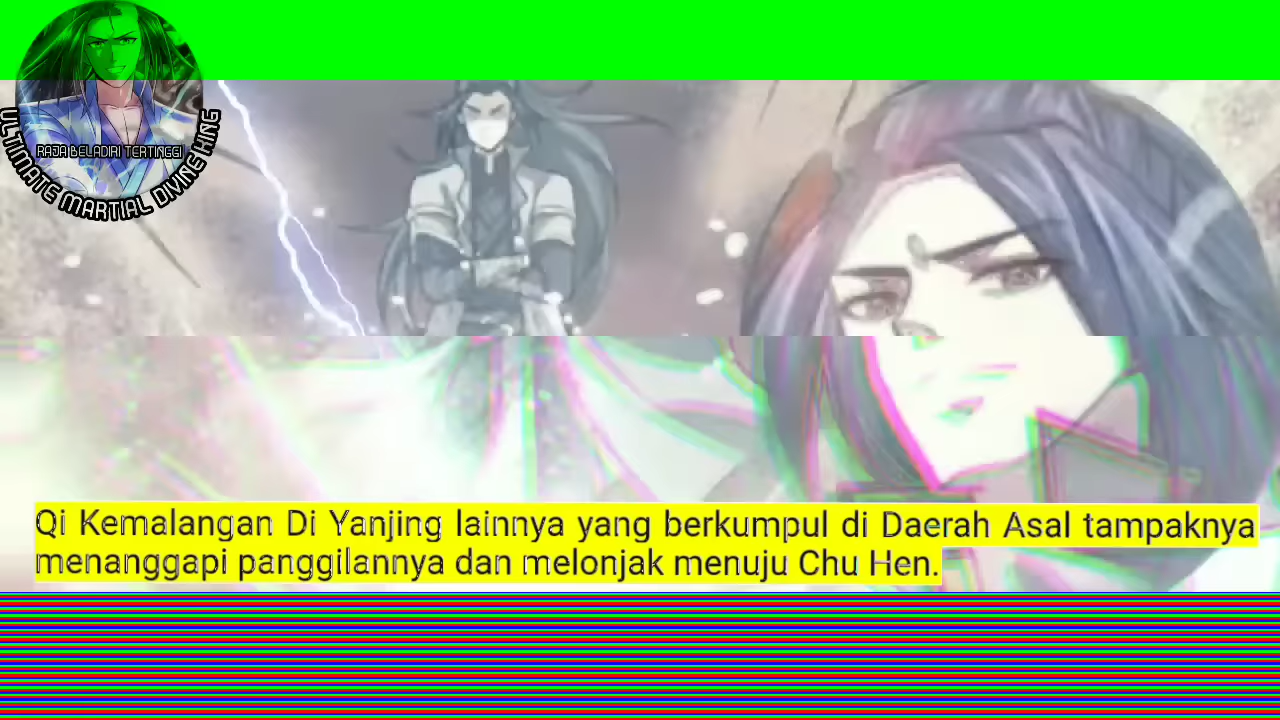 RAJA BELADIRI TERTINGGI
ULTIMATE MARTIAL DIVINE KING
Qi Kemalangan Di Yanjing lainnya yang berkumpul di Daerah Asal tampaknya
menanggapi panggilannya dan melonjak menuju Chu Hen.